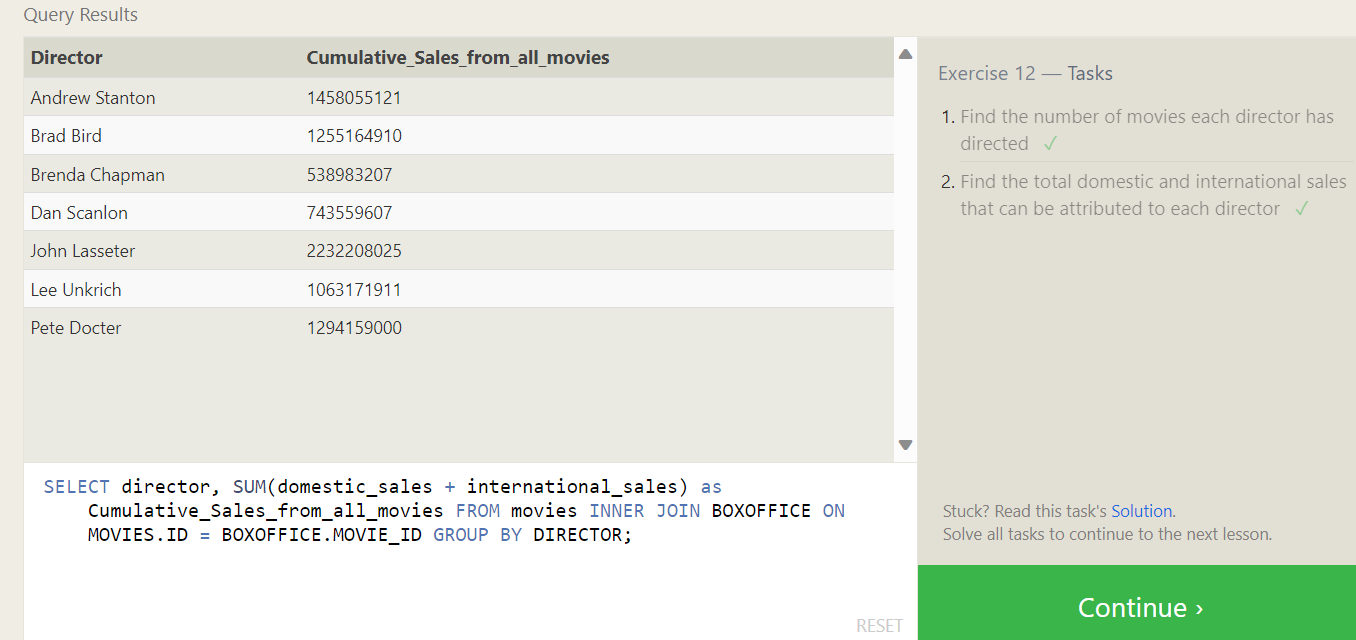 Query Results
Director Cumulative_Sales_from_all_movies
Andrew Stanton 1458055121
Brad Bird 1255164910
Brenda Chapman 538983207
Dan Scanlon 743559607
John Lasseter 2232208025
Lee Unkrich 1063171911
Pete Docter 1294159000
SELECT director, SUM(domestic_sales + international_sales) as
Cumulative_Sales_from_all_movies FROM movies INNER JOIN BOXOFFICE ON
MOVIES.ID = BOXOFFICE.MOVIE_ID GROUP BY DIRECTOR;
RESET
Exercise 12 — Tasks
1. Find the number of movies each director has
directed ✓
2. Find the total domestic and international sales
that can be attributed to each director ✓
Stuck? Read this task's Solution.
Solve all tasks to continue to the next lesson.
Continue ›